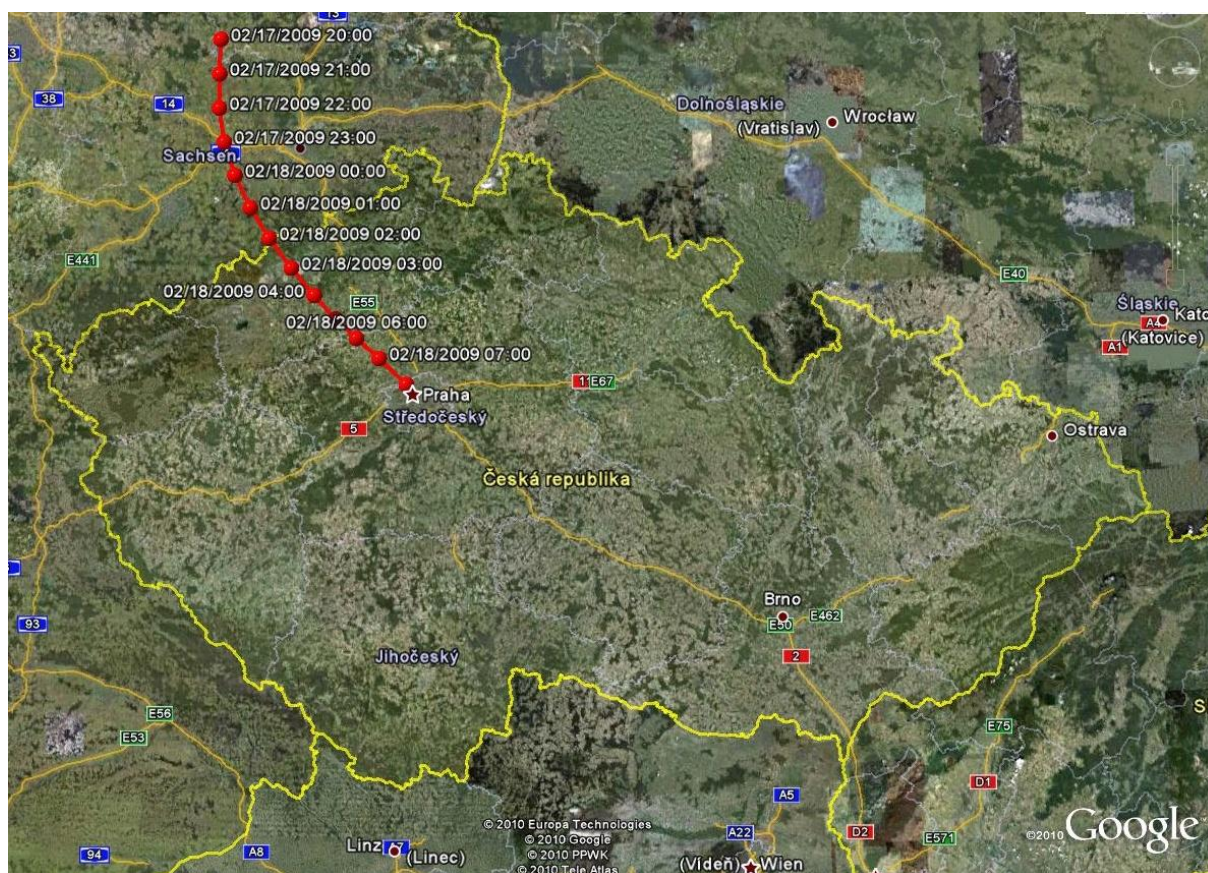 13
02/17/2009 20:00
3
02/17/2009 21:00
38
14
02/17/2009 22:00
Dolnośląskie
(Vratislav)
Wrocław
02/17/2009 23:00
Sachsen
02/18/2009 00:00
02/18/2009 01:00
02/18/2009 02:00
E441
02/18/2009 03:00
E40
02/18/2009 04:00
E55
Śląskie
02/18/2009 06:00
A4
Kato
(Katovice)
A1
02/18/2009 07:00
11
E67
Praha
Středočeský
5
Ostrava
Česká republika
Brno
E462
E50
93
2
Jihočeský
E56
E53
E75
S
D1
A5
© 2010 Europa Technologies
© 2010 Google
© 2010 PPWK
© 2010 Tele Atlas
©2010 Google
A22
D2
E571
Linz
(Linec)
94
A8
(Vídeň)
Wien